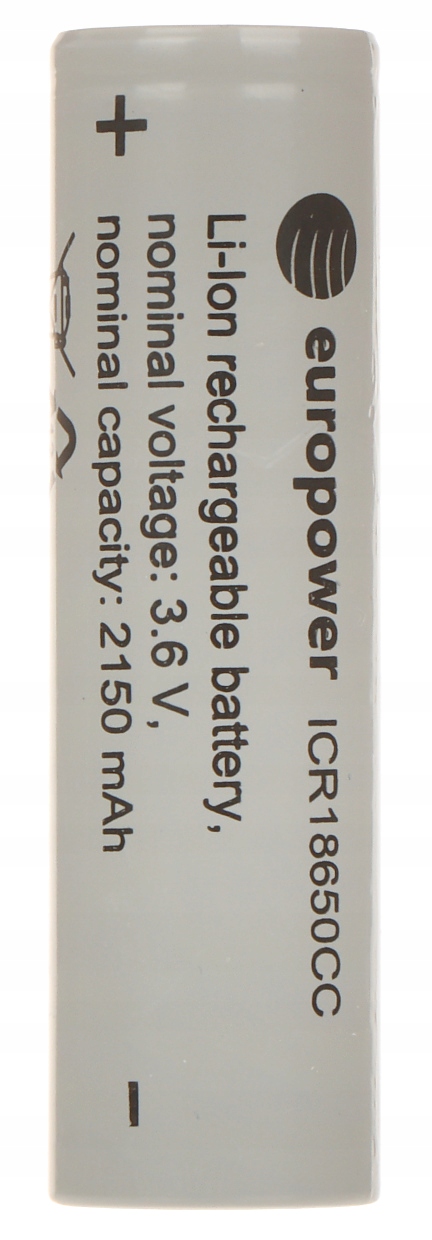 europower ICR18650CC
Li-Ion rechargeable battery,
nominal voltage: 3.6 V,
nominal capacity: 2150 mAh
+
-